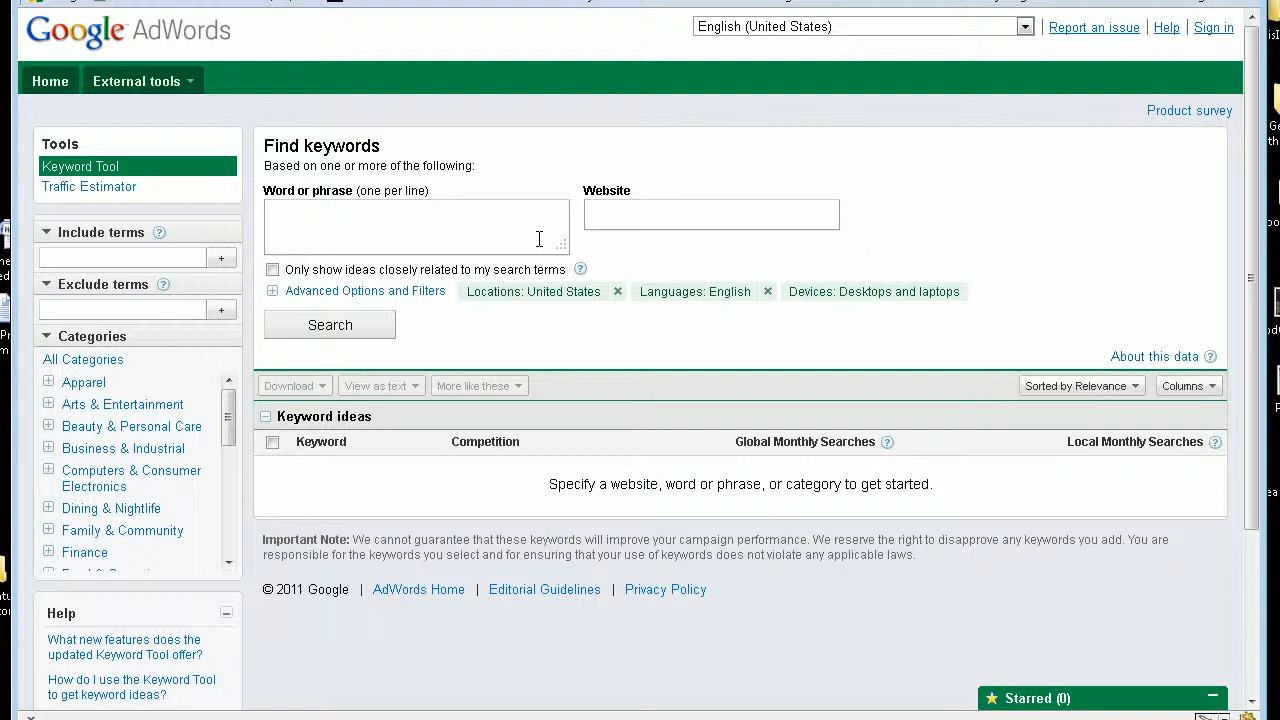 Google AdWords
English (United States)
Report an issue | Help | Sign in
Home
External tools
Product survey
Tools
Keyword Tool
Traffic Estimator
Include terms ?
+
Exclude terms ?
+
Categories
All Categories
Apparel
Arts & Entertainment
Beauty & Personal Care
Business & Industrial
Computers & Consumer
Electronics
Dining & Nightlife
Family & Community
Finance
Help
What new features does the
updated Keyword Tool offer?
How do I use the Keyword Tool
to get keyword ideas?
Find keywords
Based on one or more of the following:
Word or phrase (one per line)
Website
Only show ideas closely related to my search terms ?
Advanced Options and Filters
Locations: United States
Languages: English
Devices: Desktops and laptops
Search
About this data ?
Download
View as text
More like these
Sorted by Relevance
Columns
Keyword ideas
Keyword
Competition
Global Monthly Searches ?
Local Monthly Searches ?
Specify a website, word or phrase, or category to get started.
Important Note: We cannot guarantee that these keywords will improve your campaign performance. We reserve the right to disapprove any keywords you add. You are
responsible for the keywords you select and for ensuring that your use of keywords does not violate any applicable laws.
© 2011 Google | AdWords Home | Editorial Guidelines | Privacy Policy
Starred (0)